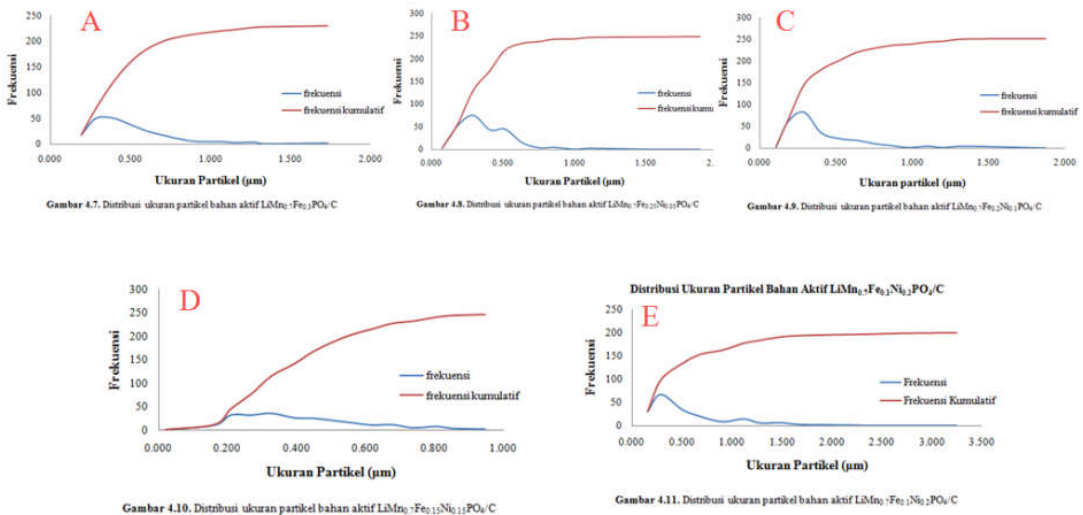 A
250
200
150
100
50
0
Frekuensi
frekuensi
frekuensi kumulatif
0.000 0.500 1.000 1.500 2.000
Ukuran Partikel (µm)
Gambar 4.7. Distribusi ukuran partikel bahan aktif LiMn₀.₇Fe₀.₃PO₄/C
B
300
250
200
150
100
50
0
Frekuensi
frekuensi
frekuensi kumu
0.000 0.500 1.000 1.500 2.
Ukuran Partikel (µm)
Gambar 4.8. Distribusi ukuran partikel bahan aktif LiMn₀.₇Fe₀.₂₅Ni₀.₀₅PO₄/C
C
300
250
200
150
100
50
0
Frekuensi
frekuensi
frekuensi kumulatif
0.000 0.500 1.000 1.500 2.000
Ukuran partikel (µm)
Gambar 4.9. Distribusi ukuran partikel bahan aktif LiMn₀.₇Fe₀.₂Ni₀.₁PO₄/C
D
300
250
200
150
100
50
0
Frekuensi
frekuensi
frekuensi kumulatif
0.000 0.200 0.400 0.600 0.800 1.000
Ukuran Partikel (µm)
Gambar 4.10. Distribusi ukuran partikel bahan aktif LiMn₀.₇Fe₀.₁₅Ni₀.₁₅PO₄/C
Distribusi Ukuran Partikel Bahan Aktif LiMn₀.₇Fe₀.₁Ni₀.₂PO₄/C
E
250
200
150
100
50
0
Frekuensi
Frekuensi
Frekuensi Kumulatif
0.000 0.500 1.000 1.500 2.000 2.500 3.000 3.500
Ukuran Partikel (µm)
Gambar 4.11. Distribusi ukuran partikel bahan aktif LiMn₀.₇Fe₀.₁Ni₀.₂PO₄/C